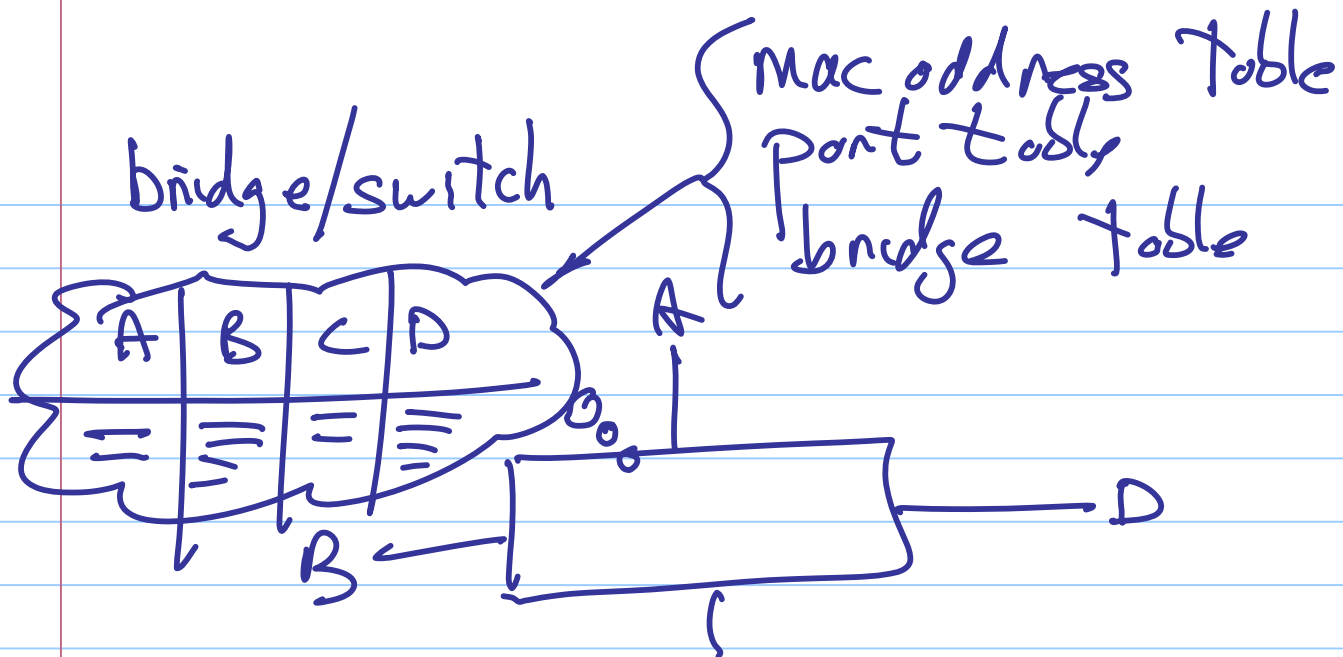 mac address table
port table
bridge table
bridge/switch
A B C D
A
B
D